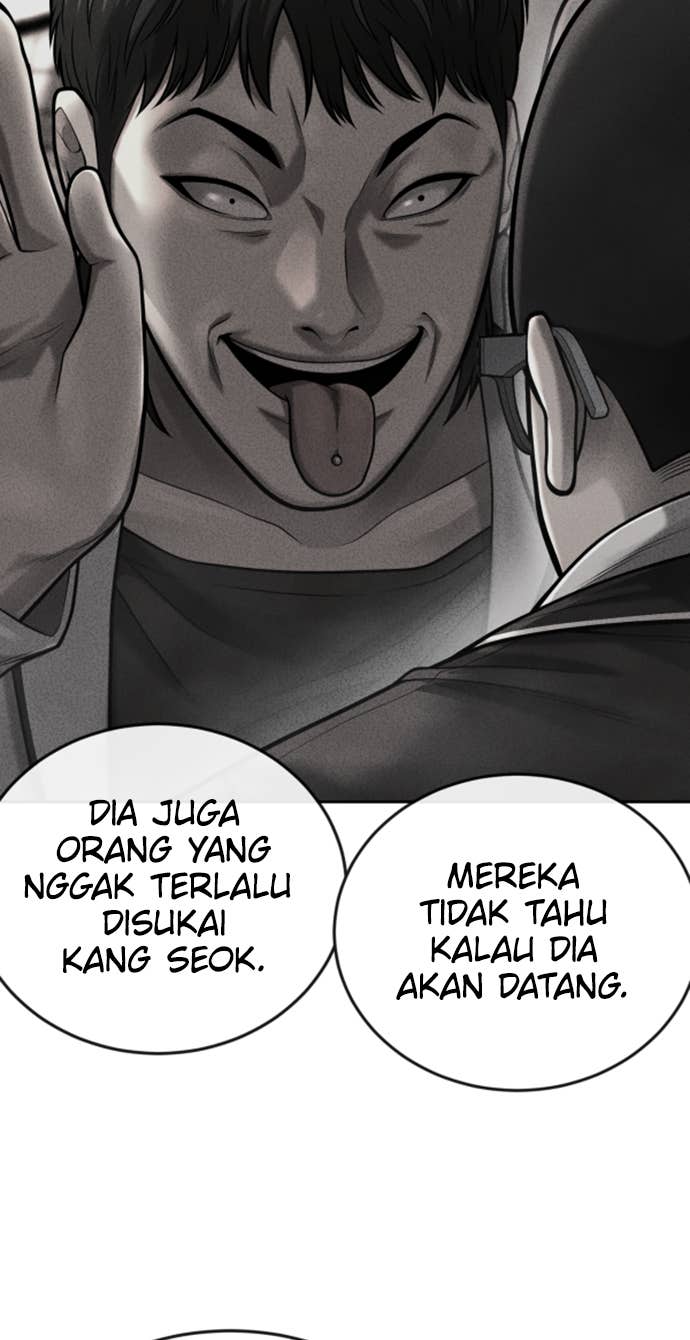 DIA JUGA
ORANG YANG
NGGAK TERLALU
DISUKAI
KANG SEOK.
MEREKA
TIDAK TAHU
KALAU DIA
AKAN DATANG.